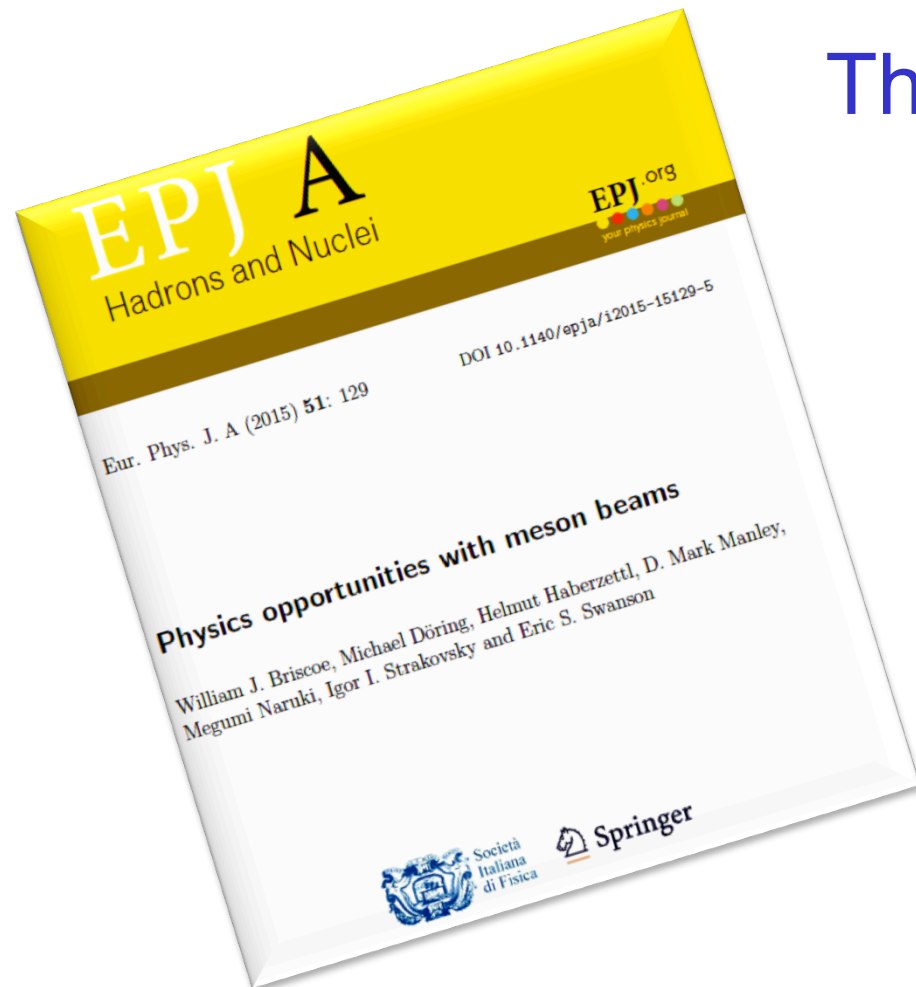 Th
EPJ A
Hadrons and Nuclei
EPJ.org
your physics journal
DOI 10.1140/epja/i2015-15129-5
Eur. Phys. J. A (2015) 51: 129
Physics opportunities with meson beams
William J. Briscoe, Michael Döring, Helmut Haberzettl, D. Mark Manley,
Megumi Naruki, Igor I. Strakovsky and Eric S. Swanson
Società
Italiana
di Fisica
Springer